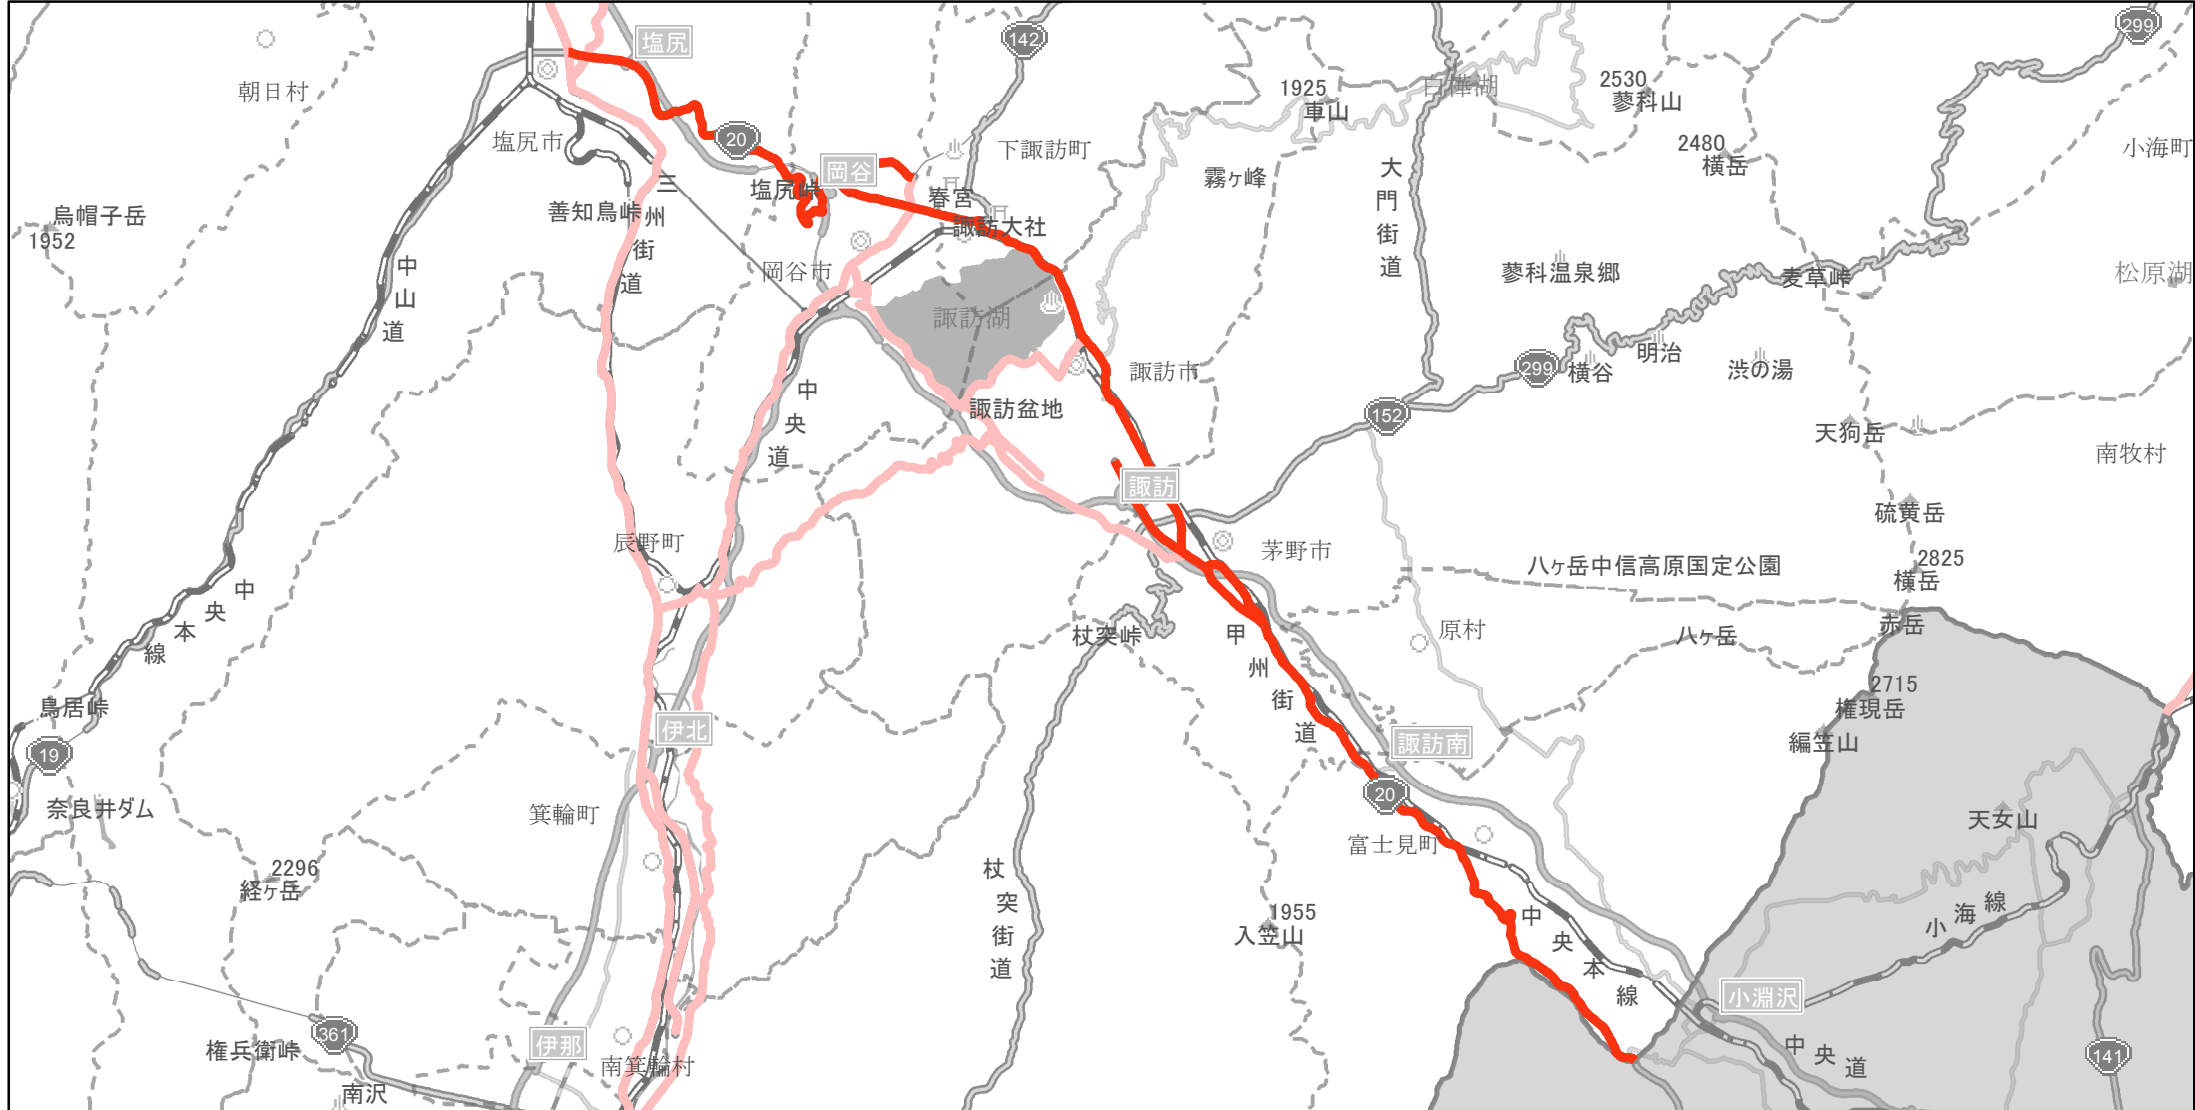 塩尻
142
299
朝日村
1925
車山
白樺湖
2530
蓼科山
2480
横岳
小海町
塩尻市
20
岡谷
下諏訪町
塩尻峠
春宮
霧ヶ峰
大門街道
烏帽子岳
1952
善知鳥峠
三州街道
諏訪大社
岡谷市
中山道
諏訪湖
蓼科温泉郷
麦草峠
松原湖
諏訪市
299
横谷
明治
渋の湯
中央道
諏訪盆地
152
天狗岳
南牧村
諏訪
硫黄岳
辰野町
茅野市
八ヶ岳中信高原国定公園
2825
横岳
中央本線
杖突峠
甲州街道
原村
八ヶ岳
赤岳
鳥居峠
19
伊北
諏訪南
2715
権現岳
編笠山
奈良井ダム
箕輪町
20
富士見町
天女山
2296
経ヶ岳
杖突街道
1955
入笠山
中央本線
小海線
小淵沢
361
権兵衛峠
伊那
南箕輪村
南沢
中央道
141